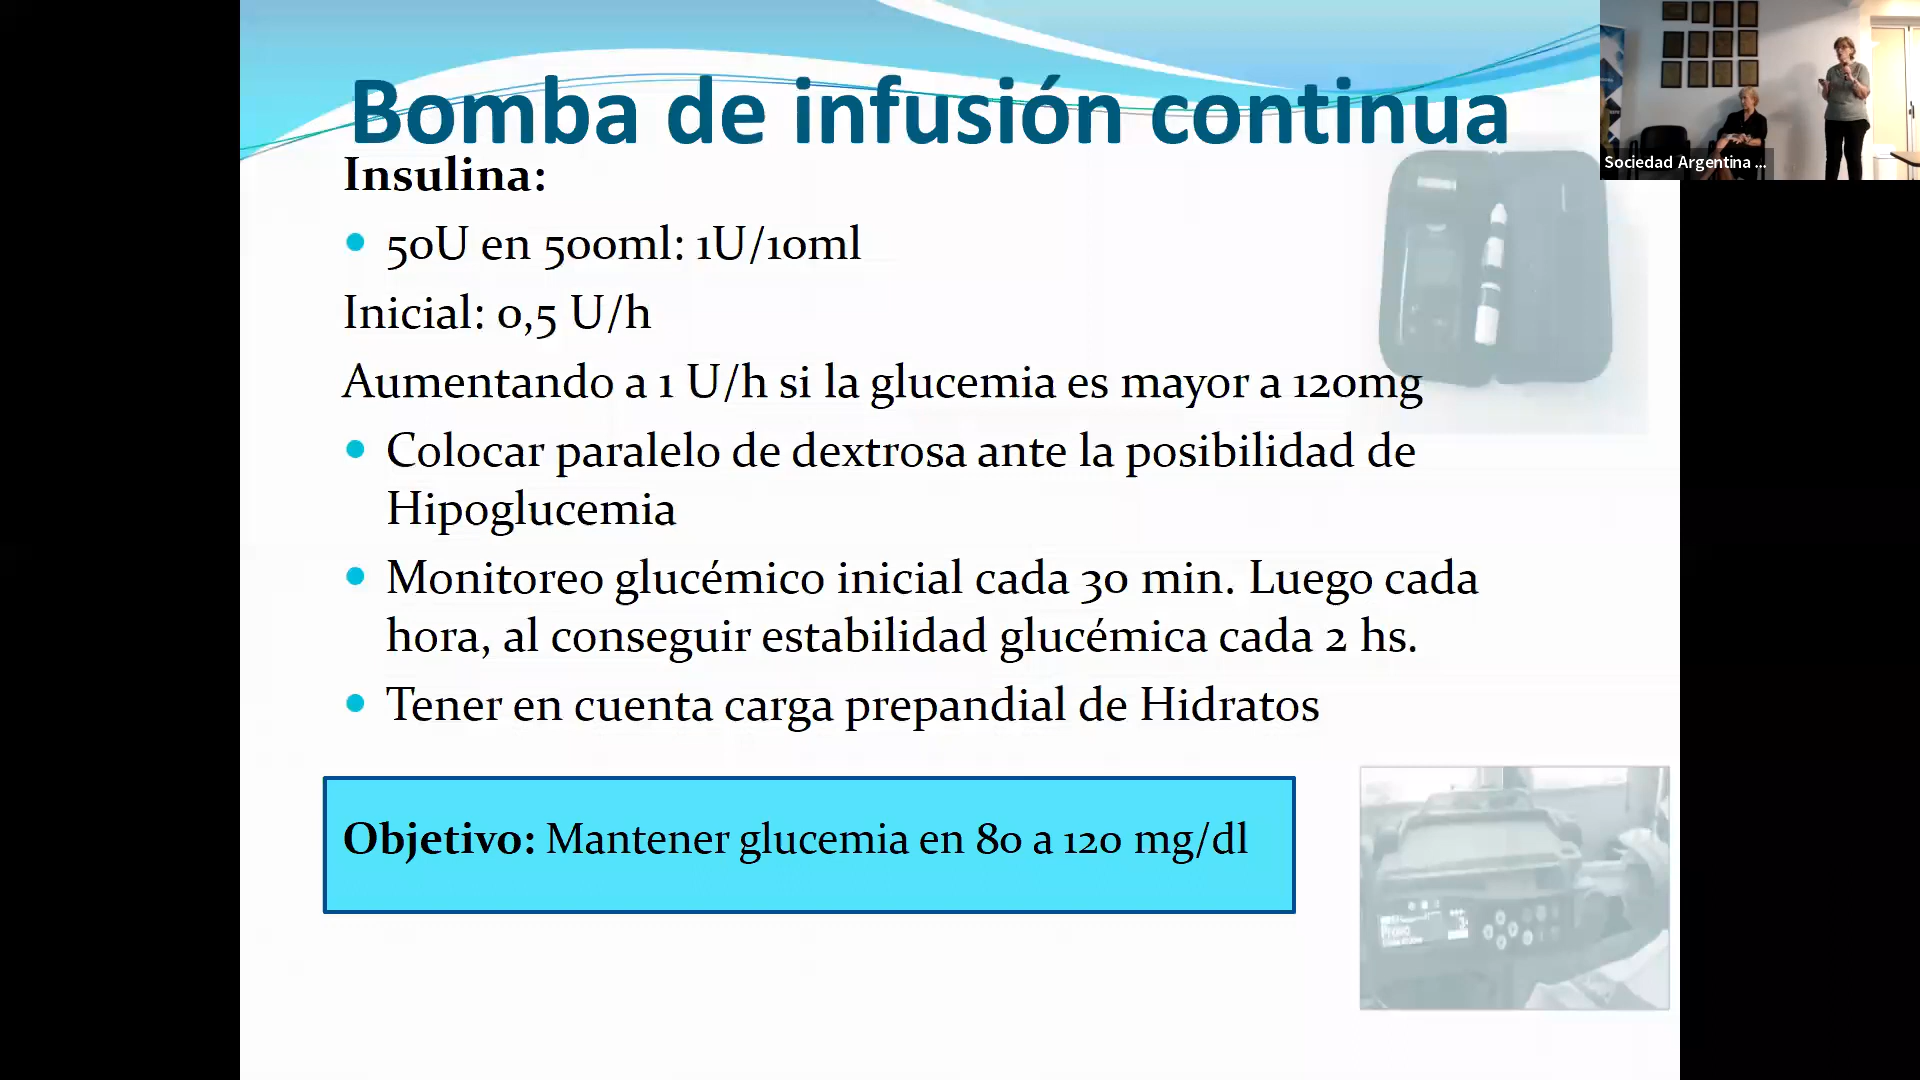 Bomba de infusión continua
Sociedad Argentina ...
Insulina:
50U en 500ml: 1U/10ml
Inicial: 0,5 U/h
Aumentando a 1 U/h si la glucemia es mayor a 120mg
Colocar paralelo de dextrosa ante la posibilidad de
Hipoglucemia
Monitoreo glucémico inicial cada 30 min. Luego cada
hora, al conseguir estabilidad glucémica cada 2 hs.
Tener en cuenta carga prepandial de Hidratos
Objetivo: Mantener glucemia en 80 a 120 mg/dl